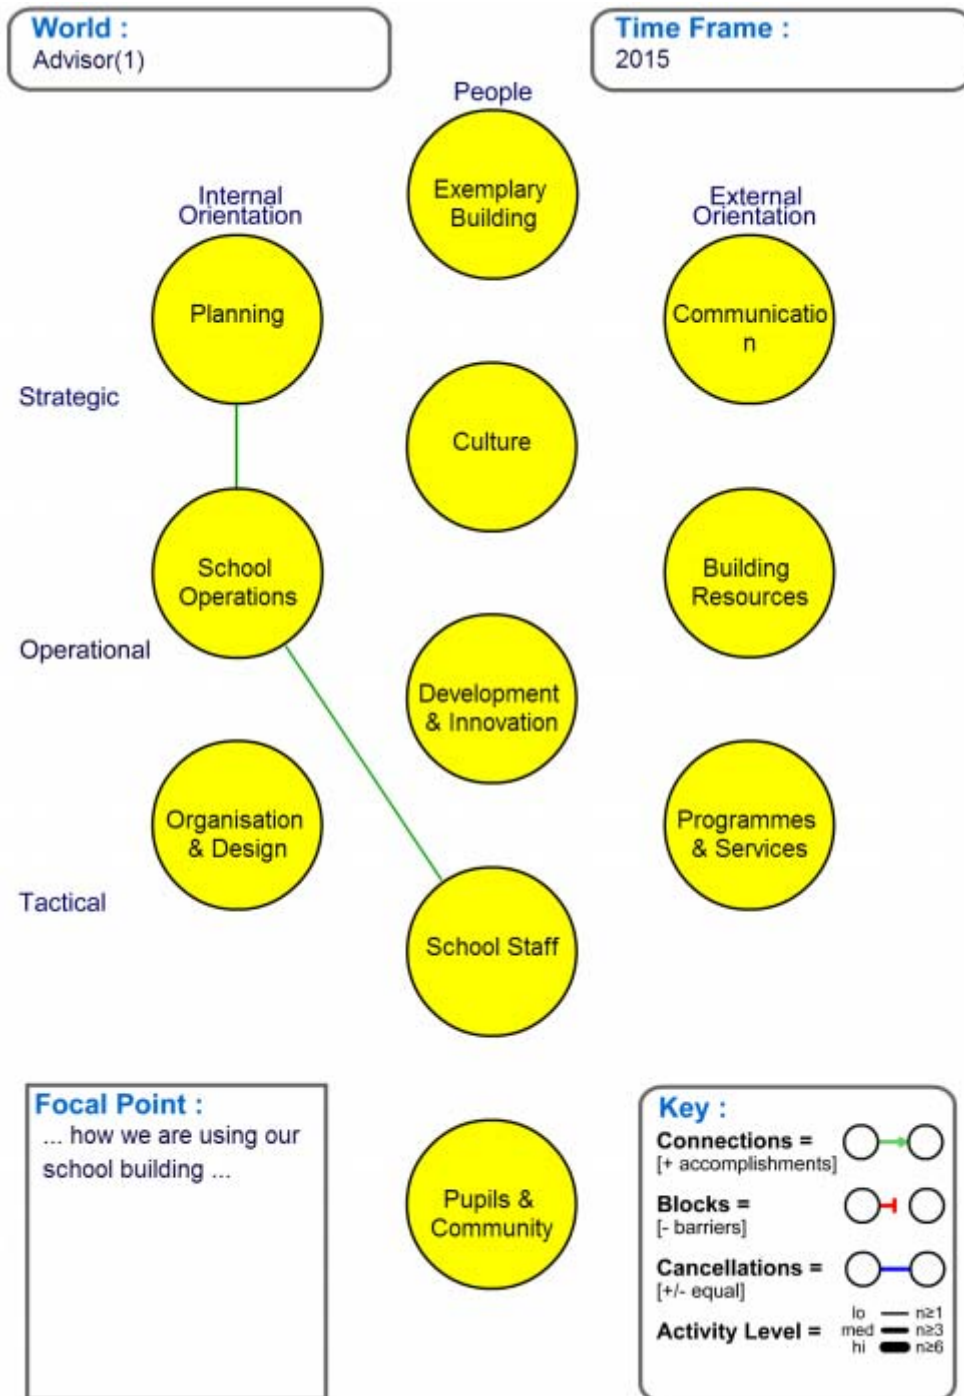 World :
Advisor(1)
Time Frame :
2015
People
Internal
Orientation
External
Orientation
Exemplary
Building
Planning
Communicatio
n
Strategic
Culture
School
Operations
Building
Resources
Operational
Development
& Innovation
Organisation
& Design
Programmes
& Services
Tactical
School Staff
Focal Point :
... how we are using our
school building ...
Pupils &
Community
Key :
Connections =
[+ accomplishments]
Blocks =
[- barriers]
Cancellations =
[+/- equal]
Activity Level =
lo n≥1
med n≥3
hi n≥6